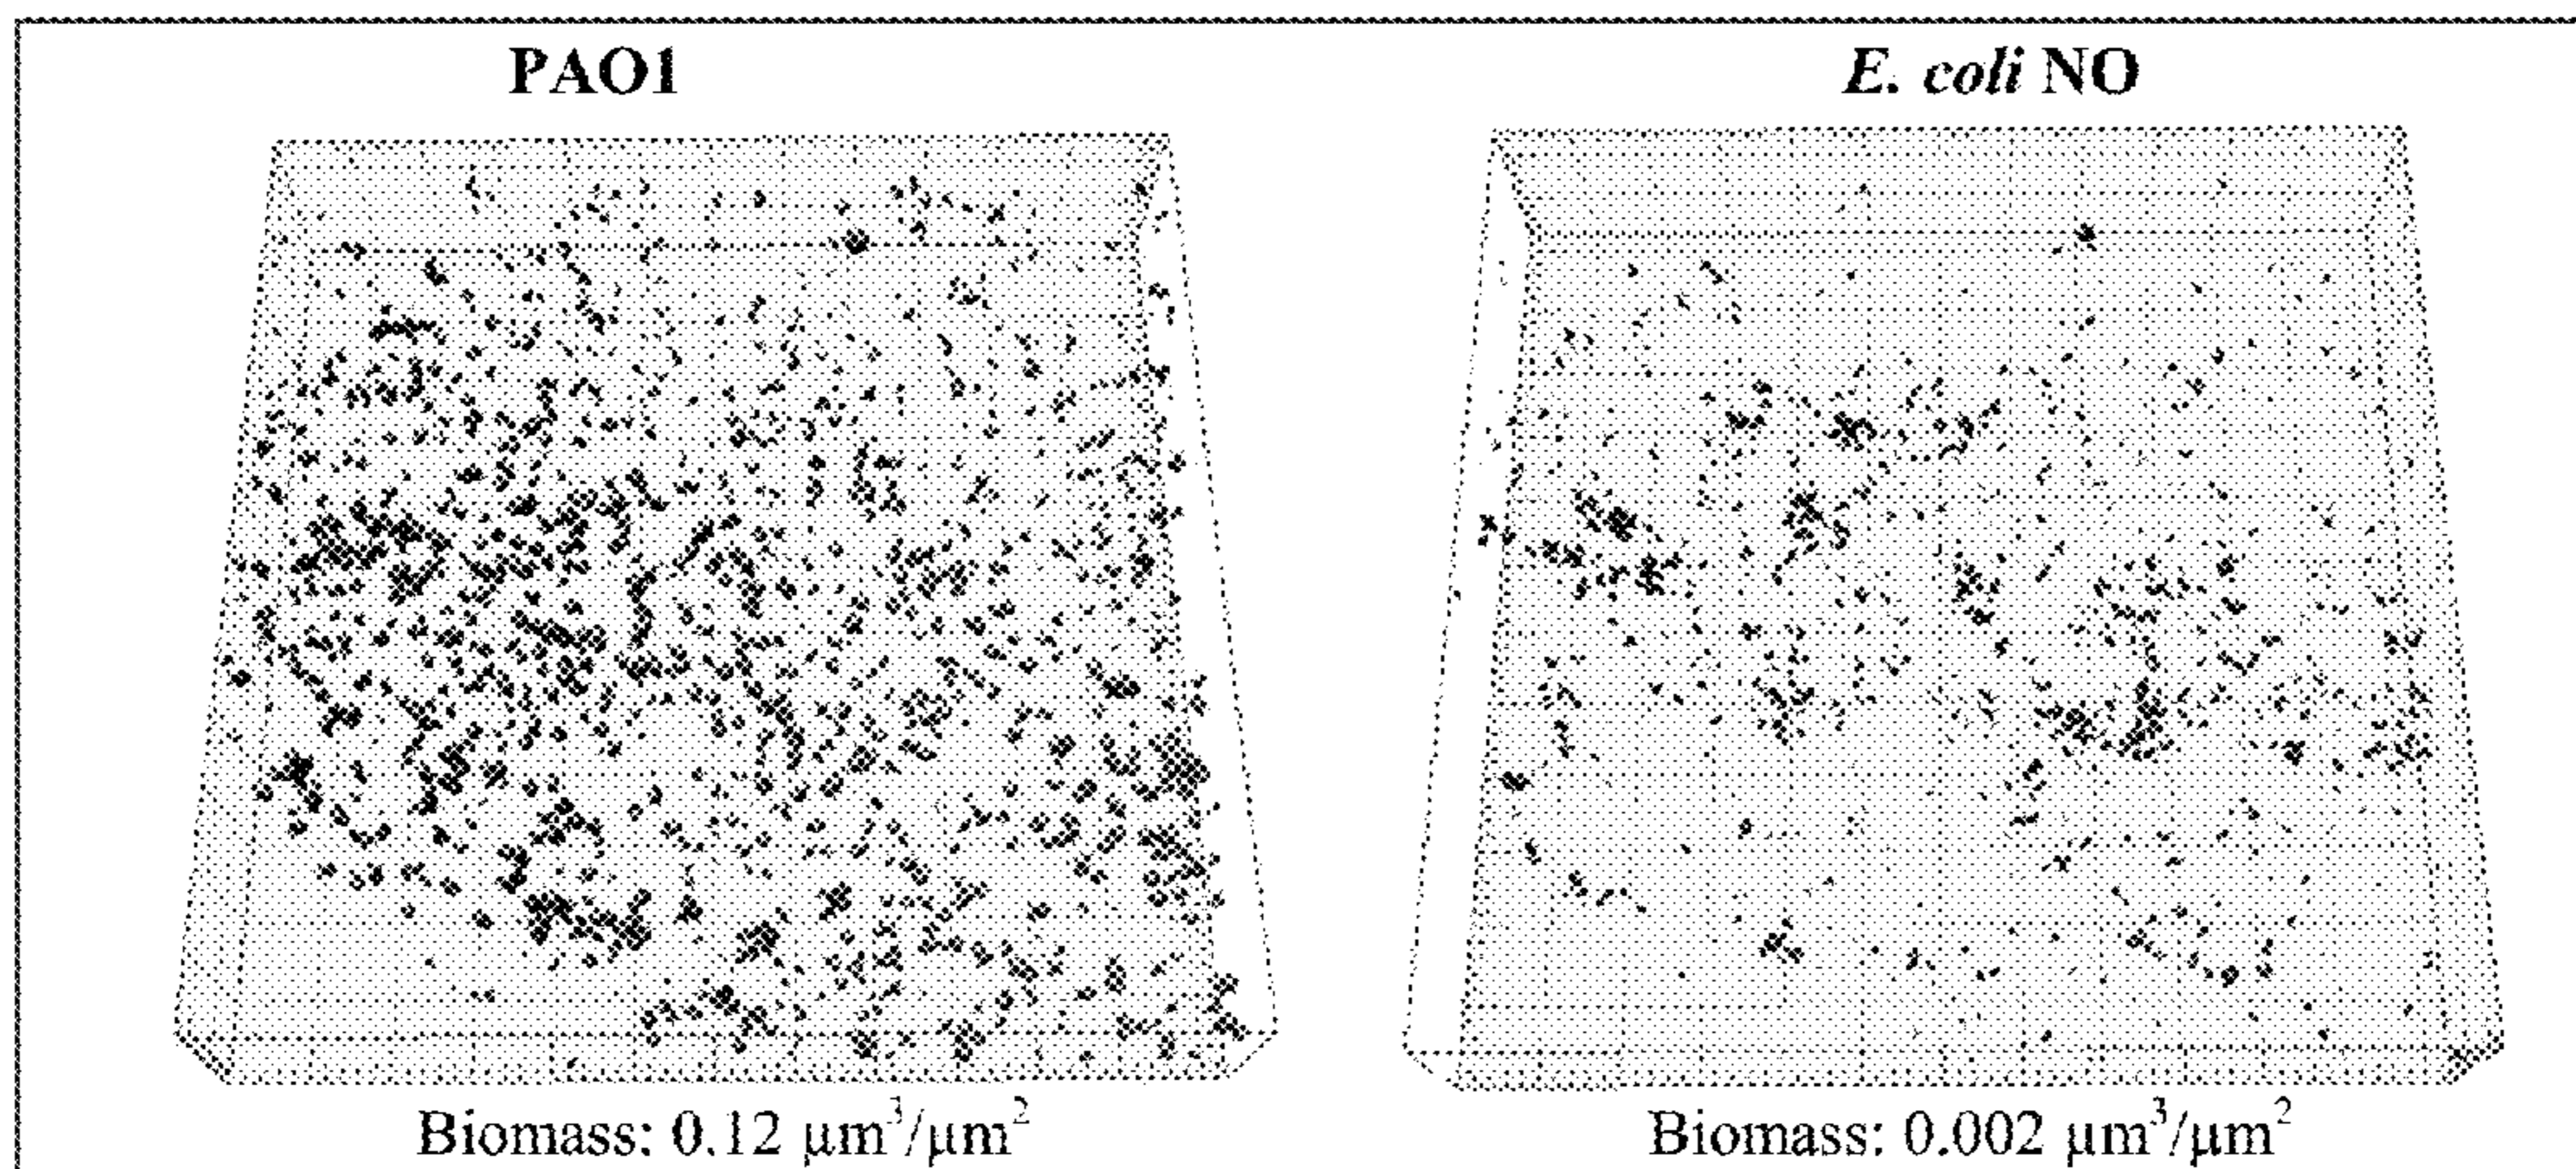 PAO1
E. coli NO
Biomass: 0.12 μm³/μm²
Biomass: 0.002 μm³/μm²